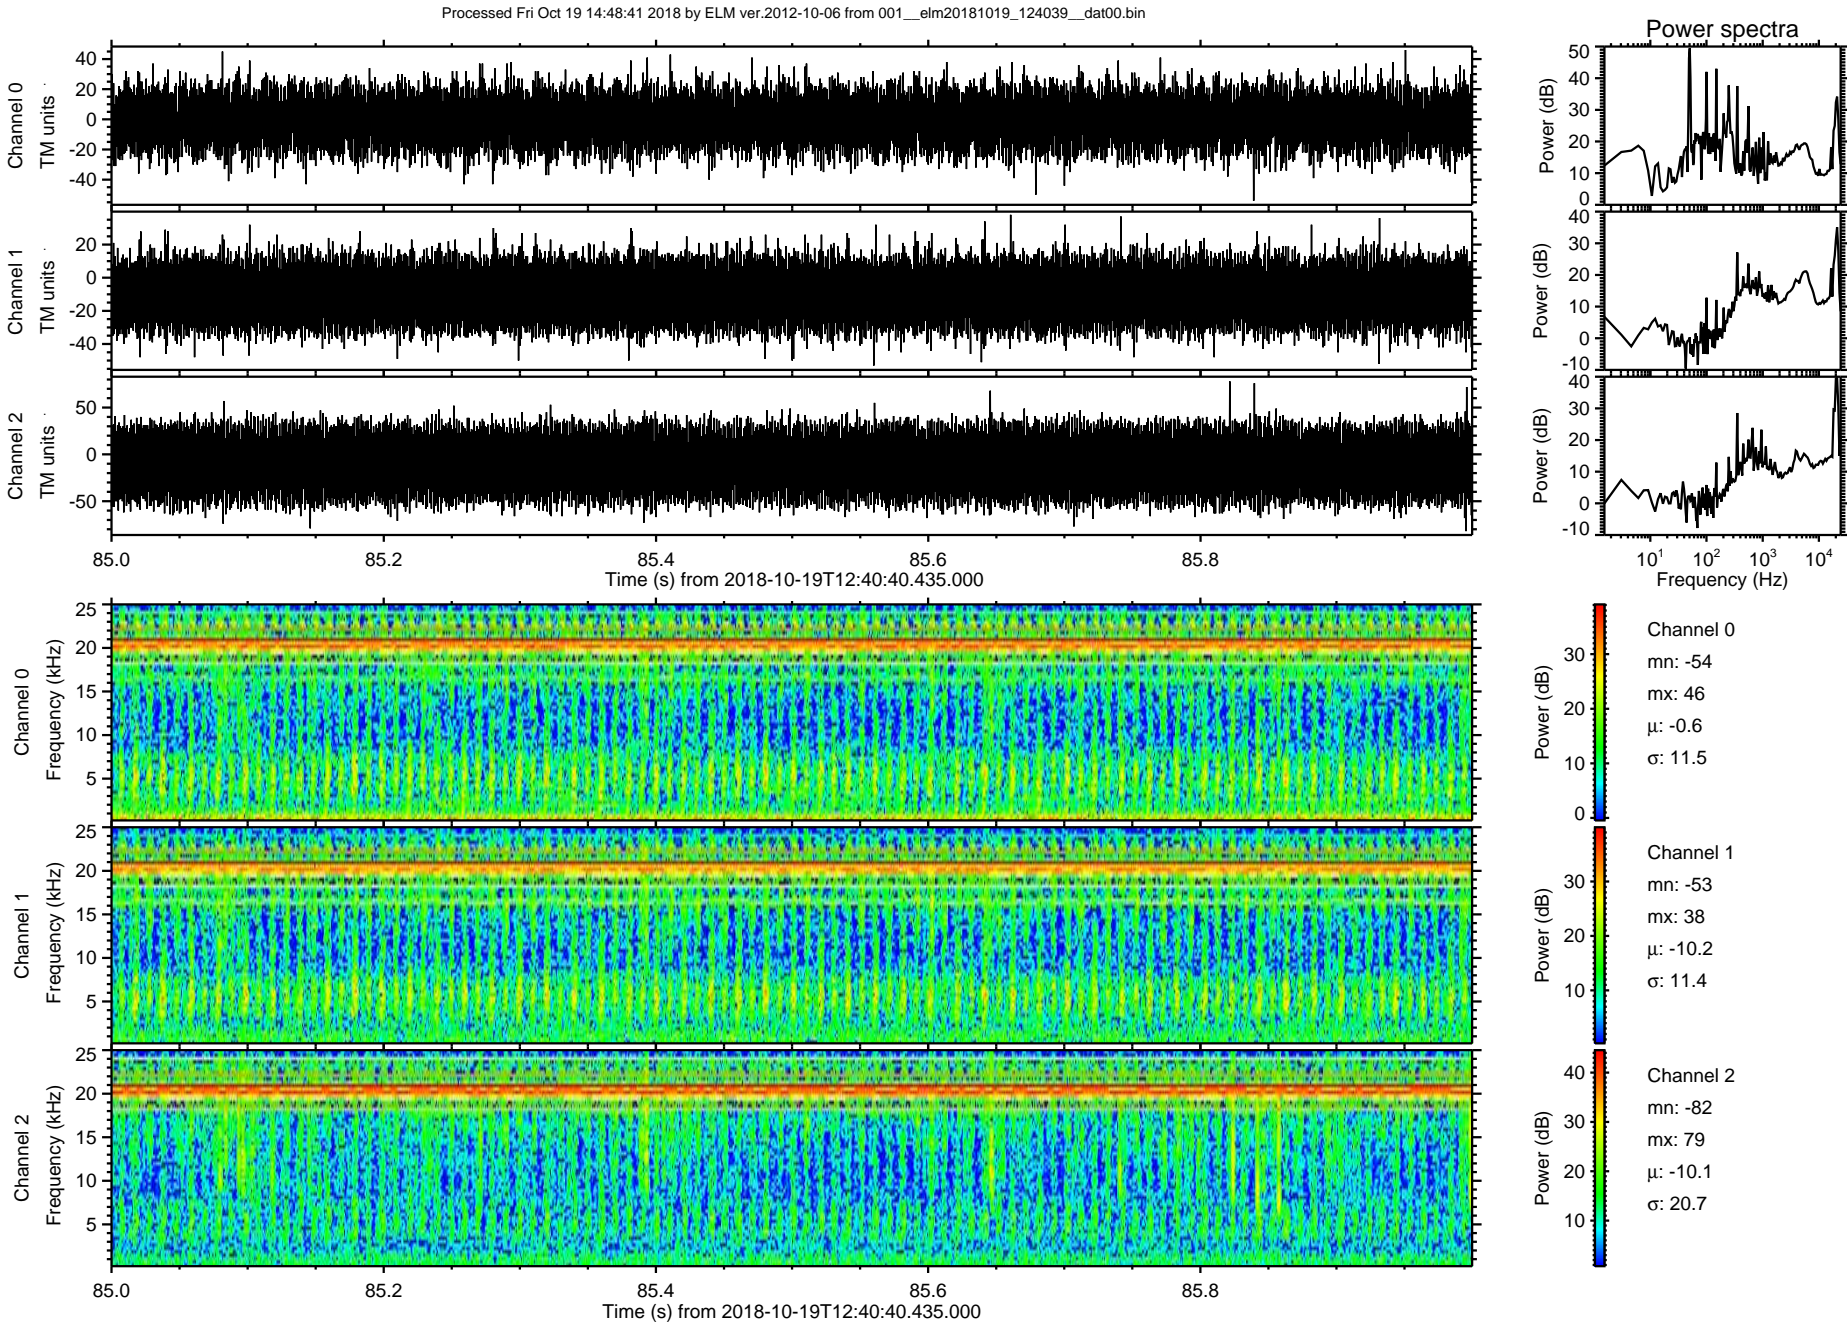 Processed Fri Oct 19 14:48:41 2018 by ELM ver.2012-10-06 from 001__elm20181019_124039__dat00.bin
Power spectra
Channel 0
TM units
40
20
0
-20
-40
Power (dB)
50
40
30
20
10
0
Channel 1
TM units
20
0
-20
-40
Power (dB)
40
30
20
10
0
-10
Channel 2
TM units
50
0
-50
Power (dB)
40
30
20
10
0
-10
85.0 85.2 85.4 85.6 85.8
Time (s) from 2018-10-19T12:40:40.435.000
10^1 10^2 10^3 10^4
Frequency (Hz)
Channel 0
Frequency (kHz)
25
20
15
10
5
Power (dB)
30
20
10
0
Channel 0
mn: -54
mx: 46
μ: -0.6
σ: 11.5
Channel 1
Frequency (kHz)
25
20
15
10
5
Power (dB)
30
20
10
Channel 1
mn: -53
mx: 38
μ: -10.2
σ: 11.4
Channel 2
Frequency (kHz)
25
20
15
10
5
Power (dB)
40
30
20
10
Channel 2
mn: -82
mx: 79
μ: -10.1
σ: 20.7
85.0 85.2 85.4 85.6 85.8
Time (s) from 2018-10-19T12:40:40.435.000